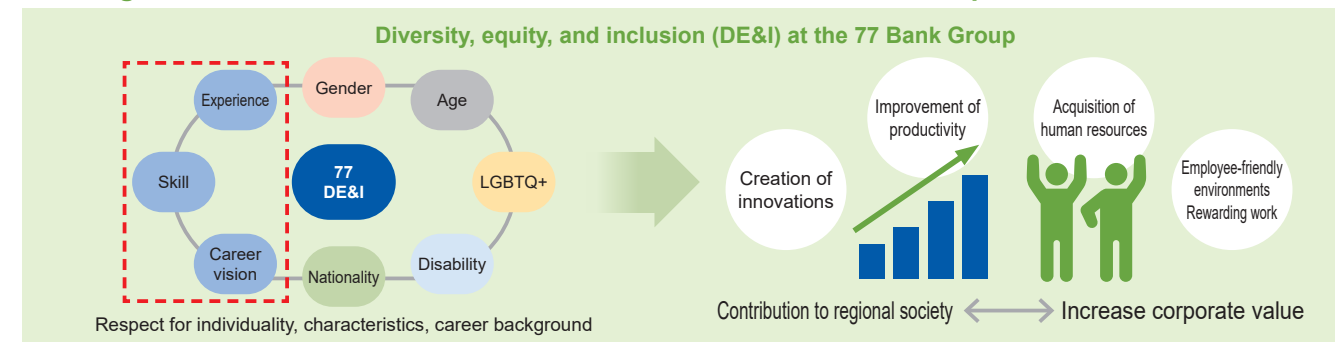 Diversity, equity, and inclusion (DE&I) at the 77 Bank Group
Experience
Gender
Age
Skill
77
DE&I
LGBTQ+
Career
vision
Nationality
Disability
Respect for individuality, characteristics, career background
Creation of
innovations
Improvement of
productivity
Acquisition of
human resources
Employee-friendly
environments
Rewarding work
Contribution to regional society
Increase corporate value